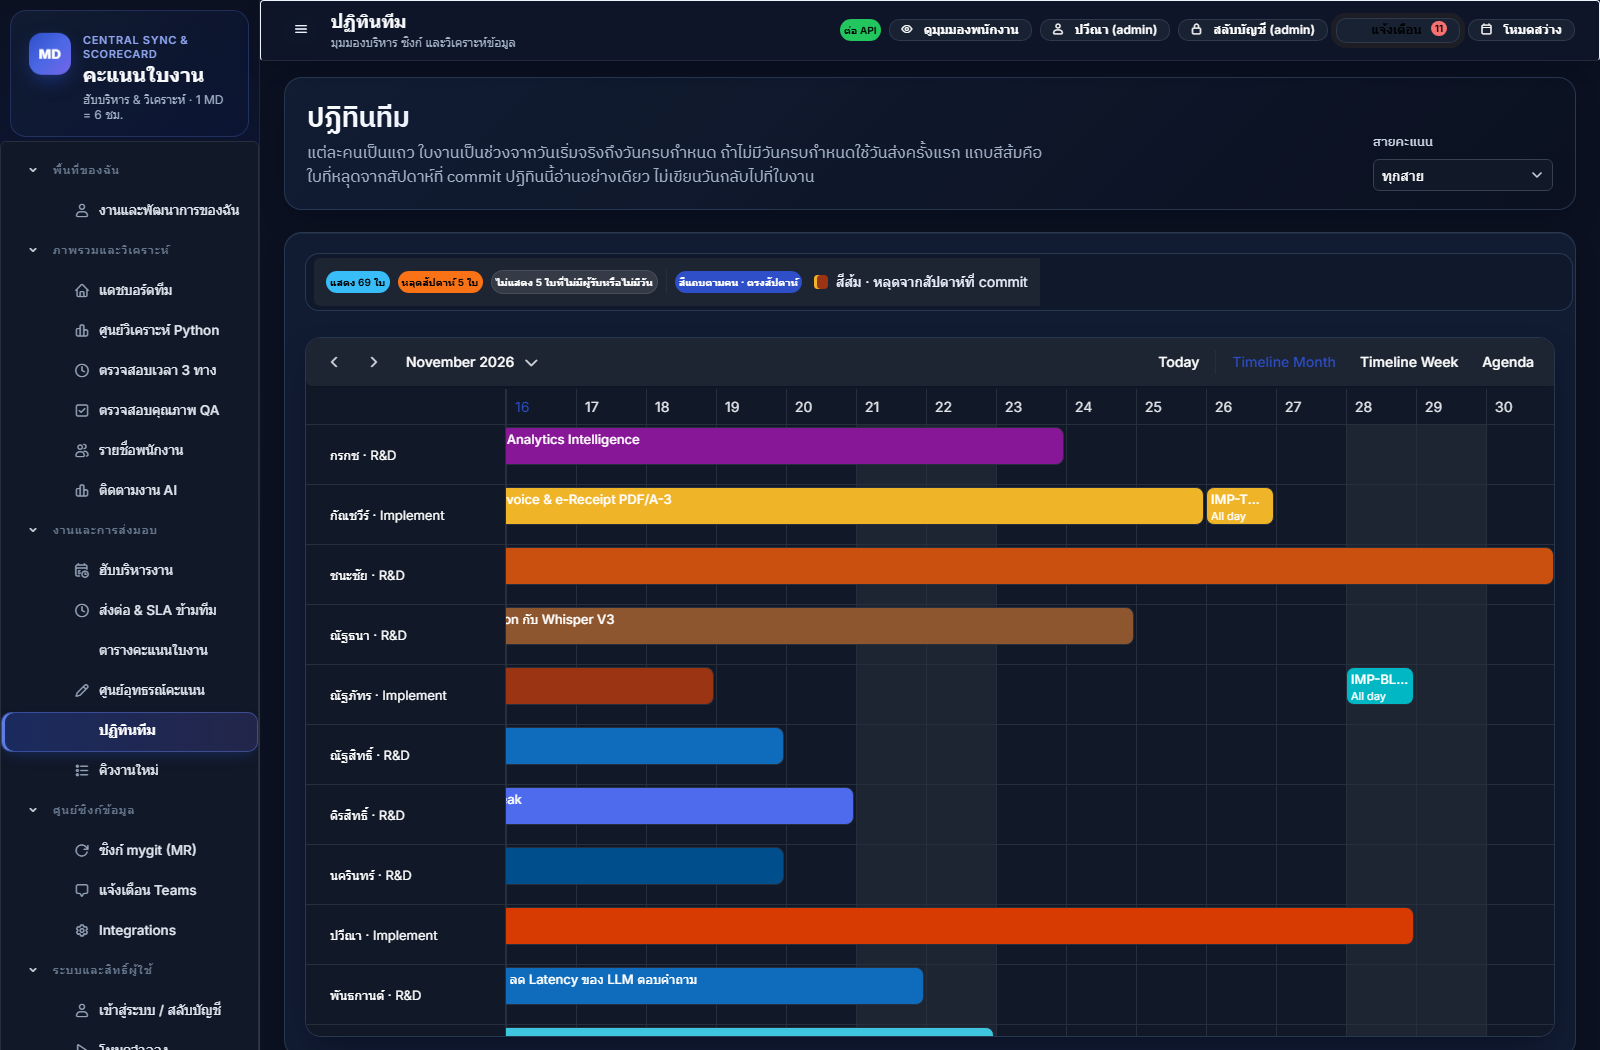 MD
CENTRAL SYNC &
SCORECARD
คะแนนใบงาน
ฮับบริหาร & วิเคราะห์ · 1 MD
= 6 ชม.
พื้นที่ของฉัน
งานและพัฒนาการของฉัน
ภาพรวมและวิเคราะห์
แดชบอร์ดทีม
ศูนย์วิเคราะห์ Python
ตรวจสอบเวลา 3 ทาง
ตรวจสอบคุณภาพ QA
รายชื่อพนักงาน
ติดตามงาน AI
งานและการส่งมอบ
ฮับบริหารงาน
ส่งต่อ & SLA ข้ามทีม
ตารางคะแนนใบงาน
ศูนย์อุทธรณ์คะแนน
ปฏิทินทีม
คิวงานใหม่
ศูนย์ซิงก์ข้อมูล
ซิงก์ mygit (MR)
แจ้งเตือน Teams
Integrations
ระบบและสิทธิ์ผู้ใช้
เข้าสู่ระบบ / สลับบัญชี
โหมดสำรอง
ปฏิทินทีม
มุมมองบริหาร ซิงก์ และวิเคราะห์ข้อมูล
ต่อ API
ดูมุมมองพนักงาน
ปวีณา (admin)
สลับบัญชี (admin)
แจ้งเตือน 11
โหมดสว่าง
ปฏิทินทีม
แต่ละคนเป็นแถว ใบงานเป็นช่วงจากวันเริ่มจริงถึงวันครบกำหนด ถ้าไม่มีวันครบกำหนดใช้วันส่งครั้งแรก แถบสีส้มคือ
ใบที่หลุดจากสัปดาห์ที่ commit ปฏิทินนี้อ่านอย่างเดียว ไม่เขียนวันกลับไปที่ใบงาน
สายคะแนน
ทุกสาย
แสดง 69 ใบ
หลุดสัปดาห์ 5 ใบ
ไม่แสดง 5 ใบที่ไม่มีผู้รับหรือไม่มีวัน
สีแถบตามคน · ตรงสัปดาห์
สีส้ม · หลุดจากสัปดาห์ที่ commit
November 2026
Today
Timeline Month
Timeline Week
Agenda
16 17 18 19 20 21 22 23 24 25 26 27 28 29 30
กรกช · R&D
Analytics Intelligence
กัณชวีร์ · Implement
voice & e-Receipt PDF/A-3
IMP-T...
All day
ชนะชัย · R&D
ณัฐธนา · R&D
on กับ Whisper V3
ณัฐภัทร · Implement
IMP-BL...
All day
ณัฐสิทธิ์ · R&D
ดิรสิทธิ์ · R&D
eak
นครินทร์ · R&D
ปวีณา · Implement
พันธกานต์ · R&D
ลด Latency ของ LLM ตอบคำถาม